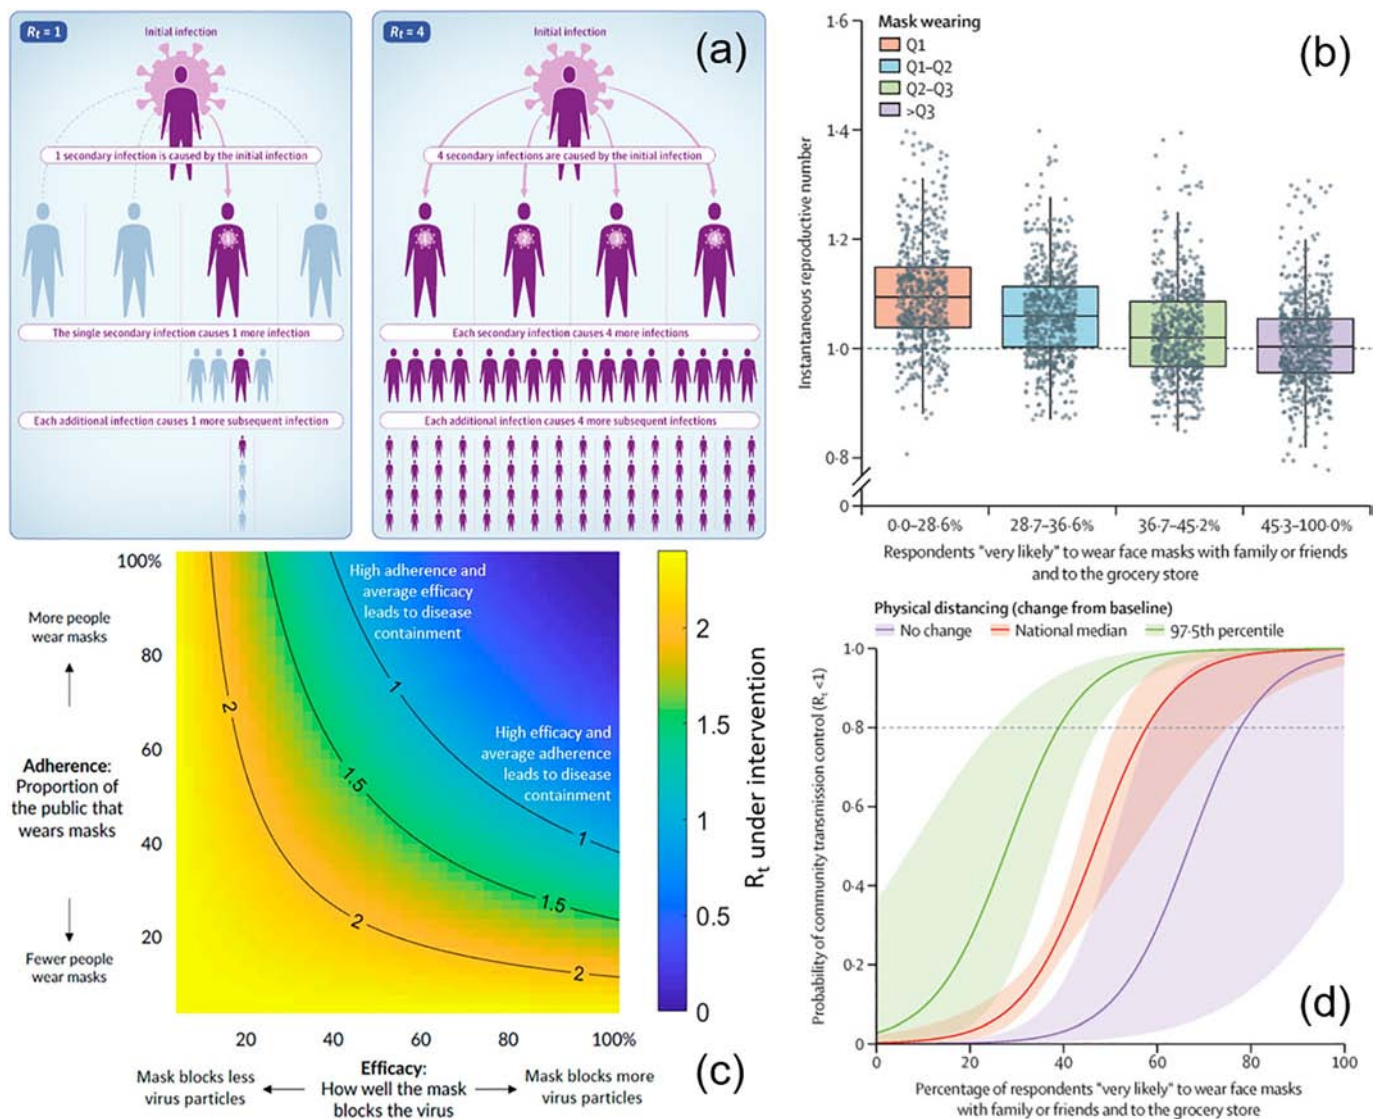 R_t = 1
Initial infection
1 secondary infection is caused by the initial infection
The single secondary infection causes 1 more infection
Each additional infection causes 1 more subsequent infection
R_t = 4
Initial infection
(a)
4 secondary infections are caused by the initial infection
1
2
4
Each secondary infection causes 4 more infections
Each additional infection causes 4 more subsequent infections
(b)
Mask wearing
Q1
Q1–Q2
Q2–Q3
>Q3
Instantaneous reproductive number
1·6
1·4
1·2
1·0
0·8
0
0·0–28·6%
28·7–36·6%
36·7–45·2%
45·3–100·0%
Respondents "very likely" to wear face masks with family or friends
and to the grocery store
100%
80
60
40
20
More people
wear masks
Adherence:
Proportion of
the public that
wears masks
Fewer people
wear masks
High adherence and
average efficacy
leads to disease
containment
High efficacy and
average adherence
leads to disease
containment
1
1
1.5
1.5
2
2
2
20
40
60
80
100%
Mask blocks less
virus particles
Efficacy:
How well the mask
blocks the virus
Mask blocks more
virus particles
2
1.5
1
0.5
0
R_t under intervention
(c)
Physical distancing (change from baseline)
No change
National median
97·5th percentile
Probability of community transmission control (R_t <1)
1·0
0·8
0·6
0·4
0·2
0
0
20
40
60
80
100
(d)
Percentage of respondents "very likely" to wear face masks
with family or friends and to the grocery store